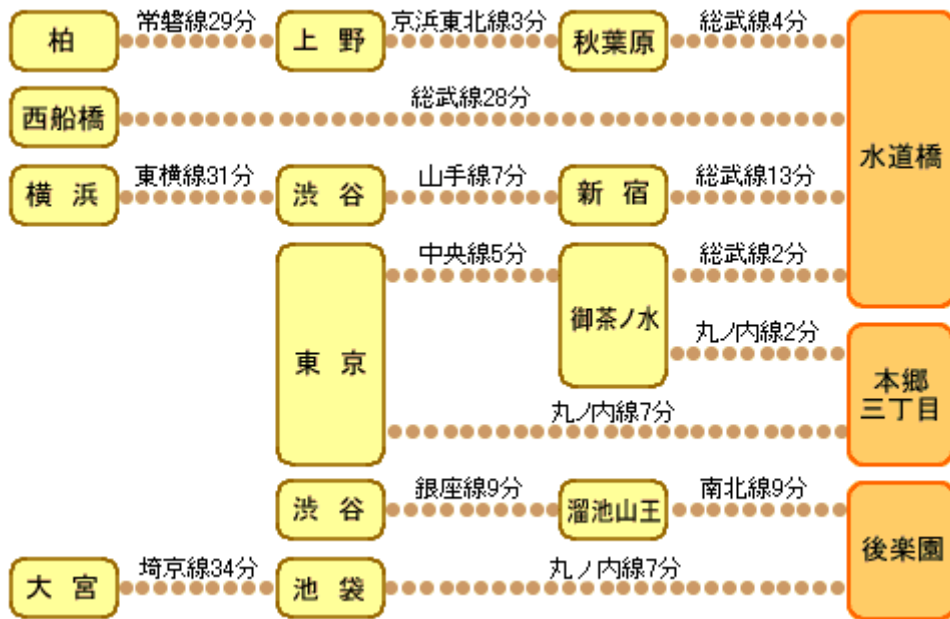 柏 常磐線29分 上野 京浜東北線3分 秋葉原 総武線4分
西船橋 総武線28分
水道橋
横浜 東横線31分 渋谷 山手線7分 新宿 総武線13分
中央線5分 総武線2分
御茶ノ水
丸ノ内線2分
東京
本郷
三丁目
丸ノ内線7分
渋谷 銀座線9分 溜池山王 南北線9分
後楽園
大宮 埼京線34分 池袋 丸ノ内線7分